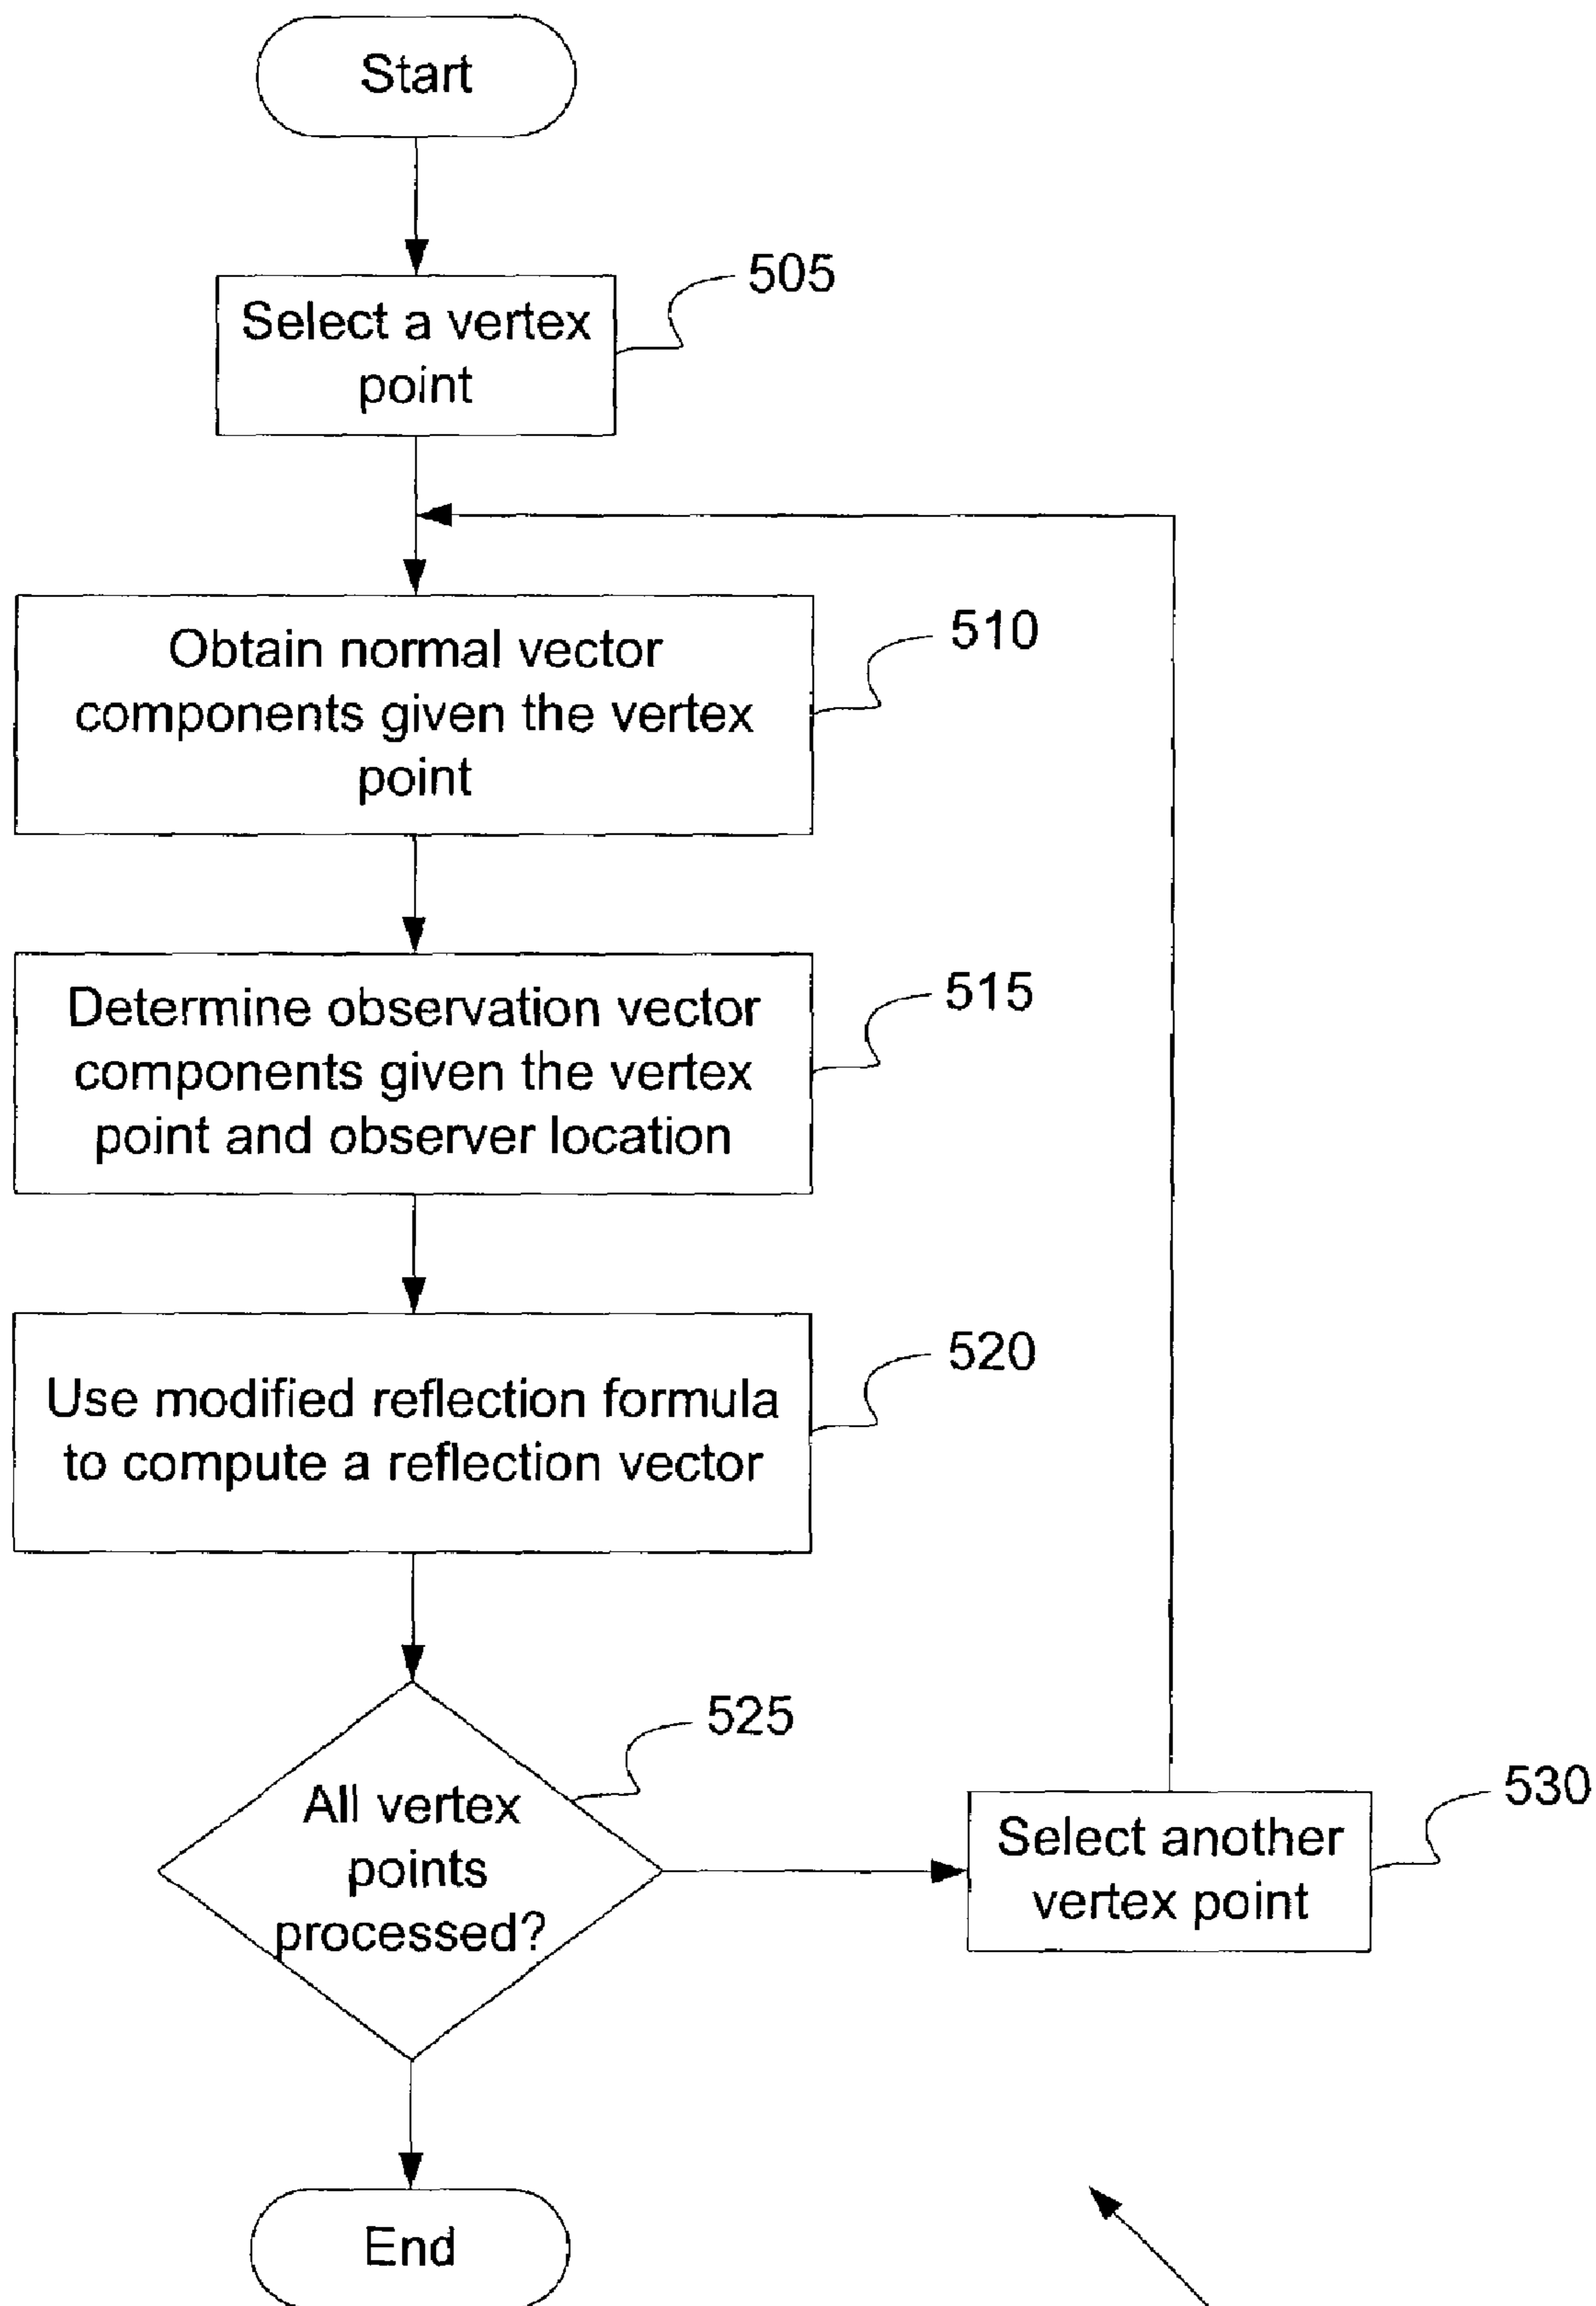 Start
505
Select a vertex
point
510
Obtain normal vector
components given the vertex
point
515
Determine observation vector
components given the vertex
point and observer location
520
Use modified reflection formula
to compute a reflection vector
525
All vertex
points
processed?
530
Select another
vertex point
End